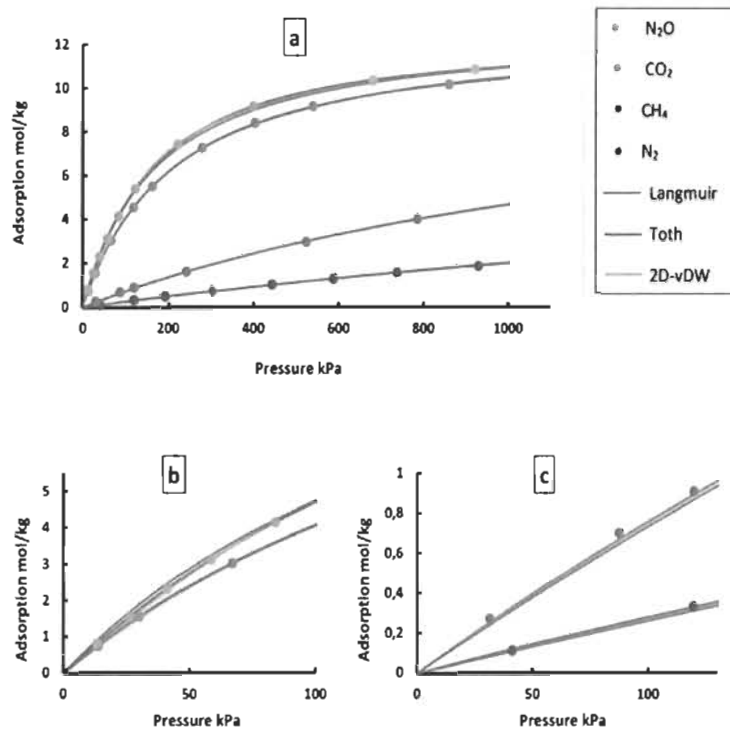 a
12
10
8
6
4
2
0
0 200 400 600 800 1000
Adsorption mol/kg
Pressure kPa
N₂O
CO₂
CH₄
N₂
Langmuir
Toth
2D-vDW
b
5
4
3
2
1
0
0 50 100
Adsorption mol/kg
Pressure kPa
c
1
0,8
0,6
0,4
0,2
0
0 50 100
Adsorption mol/kg
Pressure kPa